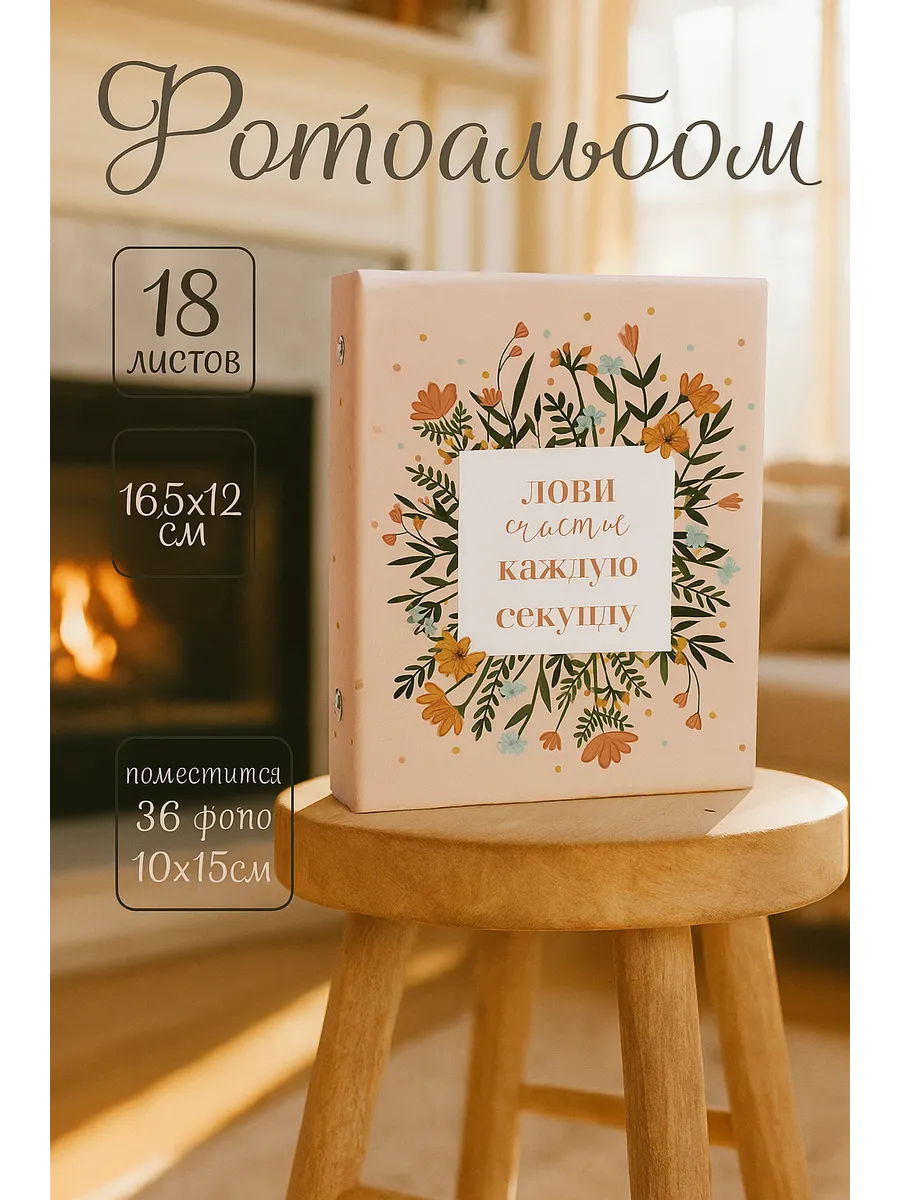 Фотоальбом
18
листов
16,5х12
см
поместится
36 фото
10х15см
ЛОВИ
счастье
каждую
секунду